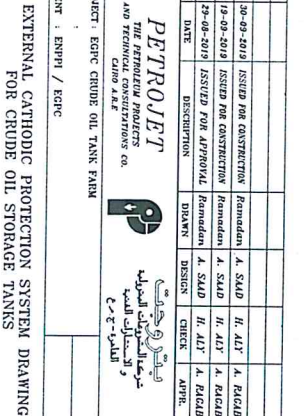 30-09-2019 ISSUED FOR CONSTRUCTION Ramadan A. SAAD H. ALY A. RAGAB
19-09-2019 ISSUED FOR CONSTRUCTION Ramadan A. SAAD H. ALY A. RAGAB
29-08-2019 ISSUED FOR APPROVAL Ramadan A. SAAD H. ALY A. RAGAB
DATE DESCRIPTION DRAWN DESIGN CHECK APPR.
PETROJET
THE PETROLEUM PROJECTS
AND TECHNICAL CONSULTATIONS CO.
CAIRO A.R.E
بتروجت
شركة المشروعات البترولية
و الاستشارات الفنية
القاهرة - ج.م.ع
JECT : EGPC CRUDE OIL TANK FARM
ENT : ENPPI / EGPC
EXTERNAL CATHODIC PROTECTION SYSTEM DRAWING
FOR CRUDE OIL STORAGE TANKS